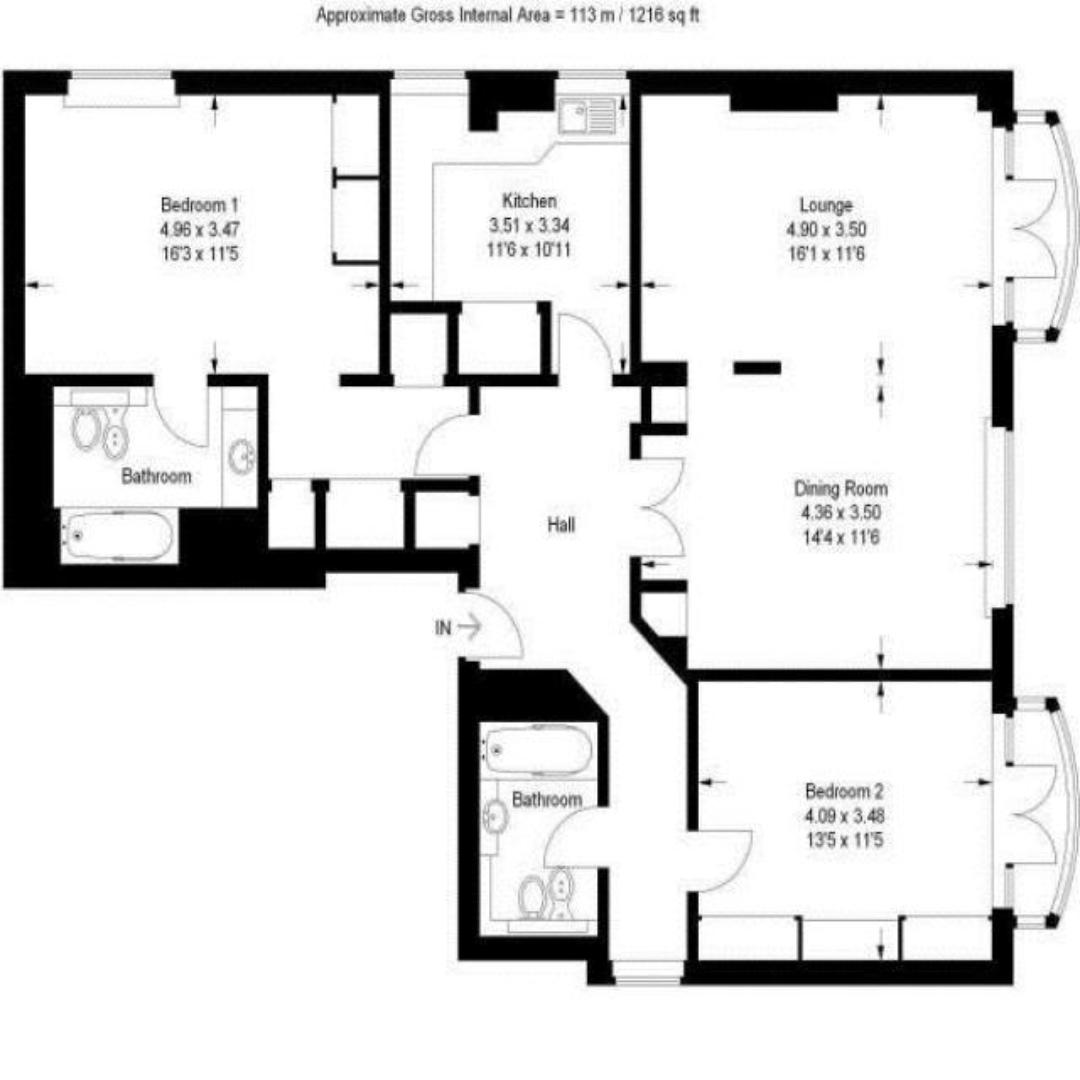 Approximate Gross Internal Area = 113 m / 1216 sq ft
Bedroom 1
4.96 x 3.47
16'3 x 11'5
Kitchen
3.51 x 3.34
11'6 x 10'11
Lounge
4.90 x 3.50
16'1 x 11'6
Bathroom
Hall
Dining Room
4.36 x 3.50
14'4 x 11'6
IN
Bathroom
Bedroom 2
4.09 x 3.48
13'5 x 11'5